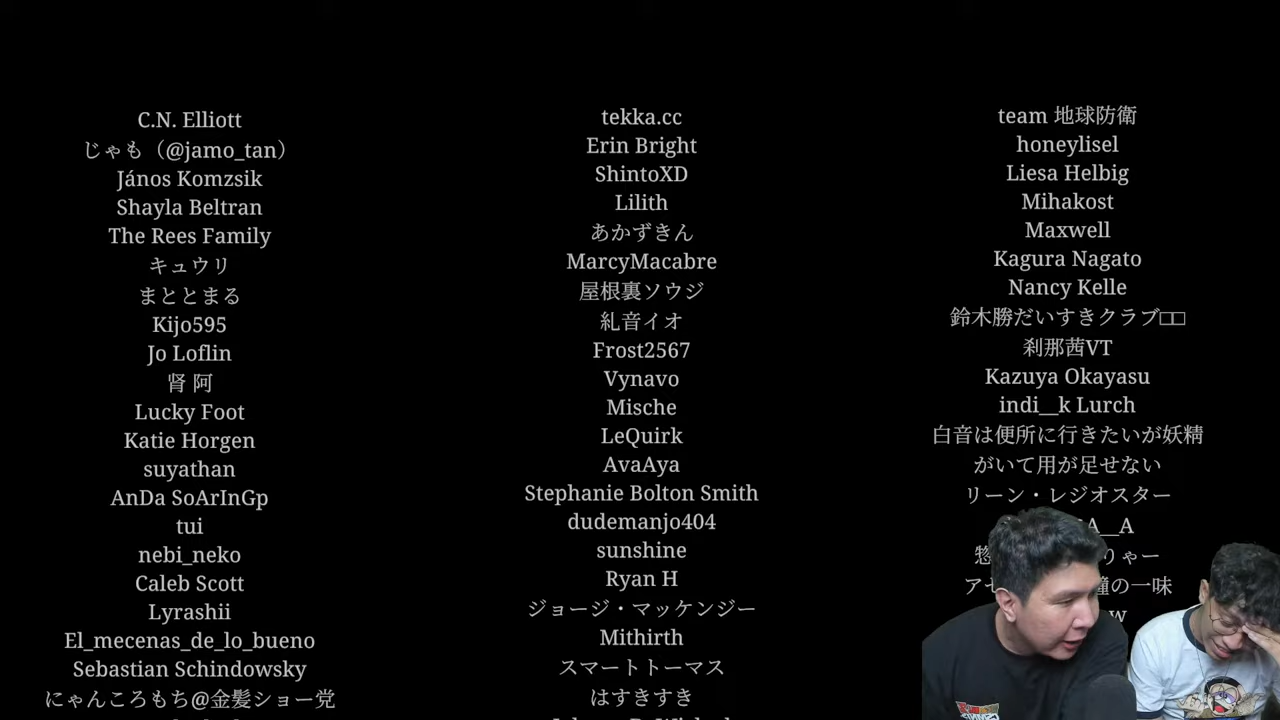 C.N. Elliott
じゃも（@jamo_tan）
János Komzsik
Shayla Beltran
The Rees Family
キュウリ
まととまる
Kijo595
Jo Loflin
腎 阿
Lucky Foot
Katie Horgen
suyathan
AnDa SoArInGp
tui
nebi_neko
Caleb Scott
Lyrashii
El_mecenas_de_lo_bueno
Sebastian Schindowsky
にゃんころもち@金髪ショー党
tekka.cc
Erin Bright
ShintoXD
Lilith
あかずきん
MarcyMacabre
屋根裏ソウジ
糺音イオ
Frost2567
Vynavo
Mische
LeQuirk
AvaAya
Stephanie Bolton Smith
dudemanjo404
sunshine
Ryan H
ジョージ・マッケンジー
Mithirth
スマートトーマス
はすきすき
team 地球防衛
honeylisel
Liesa Helbig
Mihakost
Maxwell
Kagura Nagato
Nancy Kelle
鈴木勝だいすきクラブ□□
刹那茜VT
Kazuya Okayasu
indi__k Lurch
白音は便所に行きたいが妖精
がいて用が足せない
リーン・レジオスター
A__A
りゃー
の一味
w